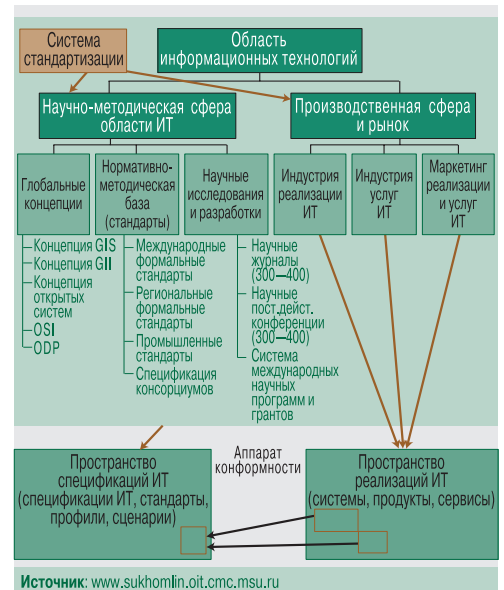 Система
стандартизации
Область
информационных технологий
Научно-методическая сфера
области ИТ
Производственная сфера
и рынок
Глобальные
концепции
Нормативно-
методическая
база
(стандарты)
Научные
исследования
и разработки
Индустрия
реализации
ИТ
Индустрия
услуг
ИТ
Маркетинг
реализации
и услуг
ИТ
Концепция GIS
Концепция GII
Концепция
открытых
систем
OSI
ODP
Международные
формальные
стандарты
Региональные
формальные
стандарты
Промышленные
стандарты
Спецификация
консорциумов
Научные
журналы
(300—400)
Научные
пост.дейст.
конференции
(300—400)
Система
международных
научных
программ и
грантов
Пространство
спецификаций ИТ
(спецификации ИТ, стандарты,
профили, сценарии)
Аппарат
конформности
Пространство
реализаций ИТ
(системы, продукты, сервисы)
Источник: www.sukhomlin.oit.cmc.msu.ru